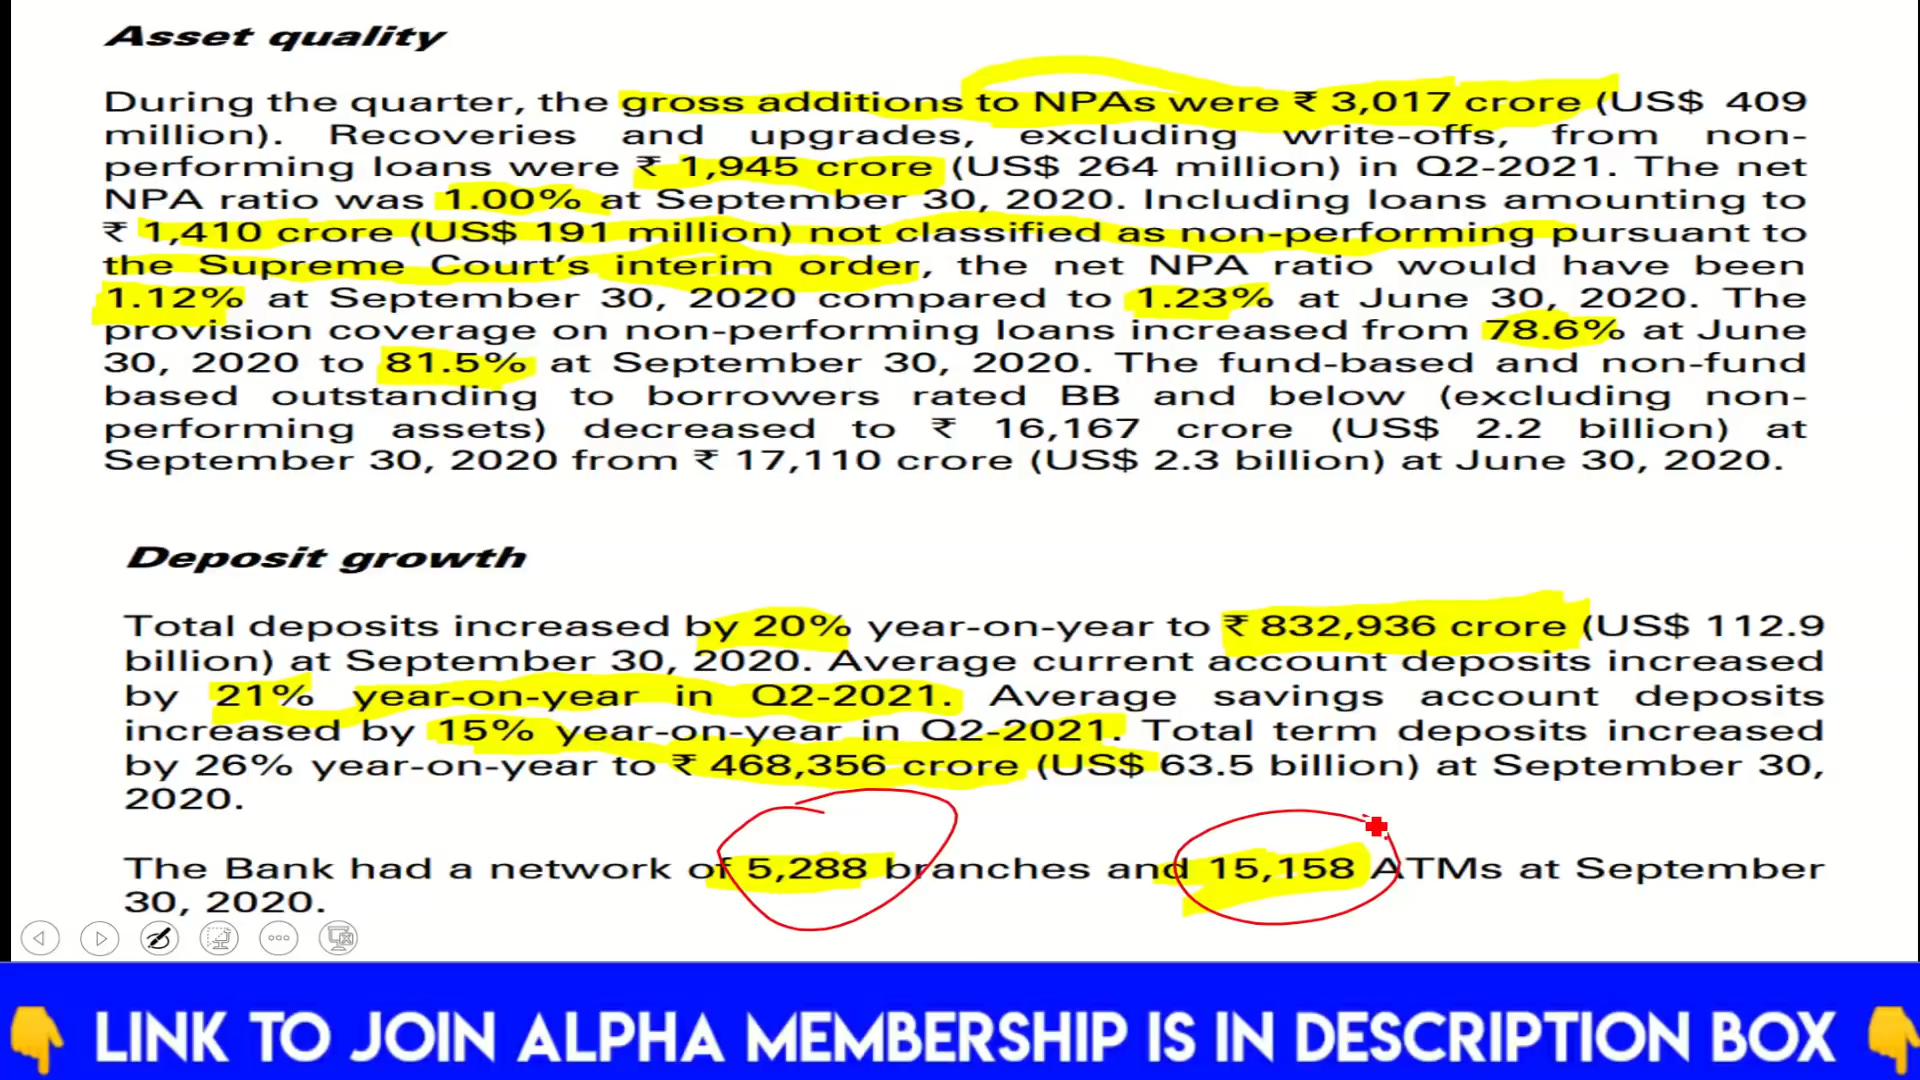 Asset quality
During the quarter, the gross additions to NPAs were ₹ 3,017 crore (US$ 409
million). Recoveries and upgrades, excluding write-offs, from non-
performing loans were ₹ 1,945 crore (US$ 264 million) in Q2-2021. The net
NPA ratio was 1.00% at September 30, 2020. Including loans amounting to
₹ 1,410 crore (US$ 191 million) not classified as non-performing pursuant to
the Supreme Court's interim order, the net NPA ratio would have been
1.12% at September 30, 2020 compared to 1.23% at June 30, 2020. The
provision coverage on non-performing loans increased from 78.6% at June
30, 2020 to 81.5% at September 30, 2020. The fund-based and non-fund
based outstanding to borrowers rated BB and below (excluding non-
performing assets) decreased to ₹ 16,167 crore (US$ 2.2 billion) at
September 30, 2020 from ₹ 17,110 crore (US$ 2.3 billion) at June 30, 2020.
Deposit growth
Total deposits increased by 20% year-on-year to ₹ 832,936 crore (US$ 112.9
billion) at September 30, 2020. Average current account deposits increased
by 21% year-on-year in Q2-2021. Average savings account deposits
increased by 15% year-on-year in Q2-2021. Total term deposits increased
by 26% year-on-year to ₹ 468,356 crore (US$ 63.5 billion) at September 30,
2020.
The Bank had a network of 5,288 branches and 15,158 ATMs at September
30, 2020.
LINK TO JOIN ALPHA MEMBERSHIP IS IN DESCRIPTION BOX